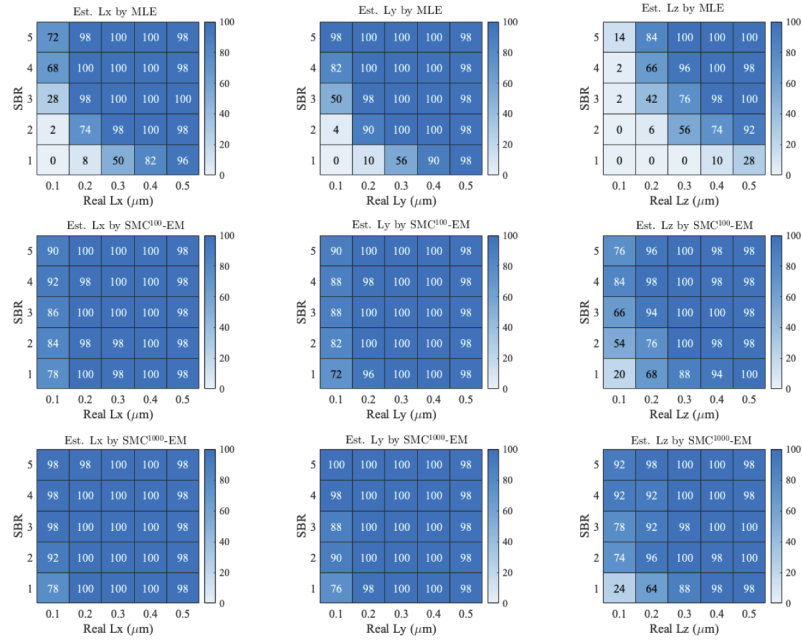 Est. Lx by MLE
5 72 98 100 100 98 100
4 68 100 100 100 98 80
3 28 98 100 100 100 60
2 2 74 98 100 98 40
1 0 8 50 82 96 20
0
SBR
0.1 0.2 0.3 0.4 0.5
Real Lx (μm)
Est. Ly by MLE
5 98 100 100 100 98 100
4 82 100 100 100 98 80
3 50 98 100 100 98 60
2 4 90 100 100 98 40
1 0 10 56 90 98 20
0
SBR
0.1 0.2 0.3 0.4 0.5
Real Ly (μm)
Est. Lz by MLE
5 14 84 100 100 98 100
4 2 66 96 100 98 80
3 2 42 76 98 100 60
2 0 6 56 74 92 40
1 0 0 0 10 28 20
0
SBR
0.1 0.2 0.3 0.4 0.5
Real Lz (μm)
Est. Lx by SMC¹⁰⁰-EM
5 90 100 100 100 98 100
4 92 98 100 100 98 80
3 86 100 100 100 98 60
2 84 98 98 100 98 40
1 78 100 98 100 98 20
0
SBR
0.1 0.2 0.3 0.4 0.5
Real Lx (μm)
Est. Ly by SMC¹⁰⁰-EM
5 90 100 100 100 98 100
4 88 98 100 100 98 80
3 88 100 100 100 98 60
2 82 100 100 100 98 40
1 72 96 100 100 98 20
0
SBR
0.1 0.2 0.3 0.4 0.5
Real Ly (μm)
Est. Lz by SMC¹⁰⁰-EM
5 76 96 100 100 98 100
4 84 98 100 98 98 80
3 66 94 100 100 98 60
2 54 76 100 98 98 40
1 20 68 88 94 100 20
0
SBR
0.1 0.2 0.3 0.4 0.5
Real Lz (μm)
Est. Lx by SMC¹⁰⁰⁰-EM
5 98 98 100 100 98 100
4 98 100 100 100 98 80
3 98 100 100 100 98 60
2 92 100 100 100 98 40
1 78 100 100 100 98 20
0
SBR
0.1 0.2 0.3 0.4 0.5
Real Lx (μm)
Est. Ly by SMC¹⁰⁰⁰-EM
5 100 100 100 100 98 100
4 98 100 100 100 98 80
3 88 100 100 100 98 60
2 90 100 100 100 98 40
1 76 98 100 100 98 20
0
SBR
0.1 0.2 0.3 0.4 0.5
Real Ly (μm)
Est. Lz by SMC¹⁰⁰⁰-EM
5 92 98 100 100 98 100
4 92 92 100 100 98 80
3 78 92 98 100 100 60
2 74 96 100 98 100 40
1 24 64 88 98 98 20
0
SBR
0.1 0.2 0.3 0.4 0.5
Real Lz (μm)